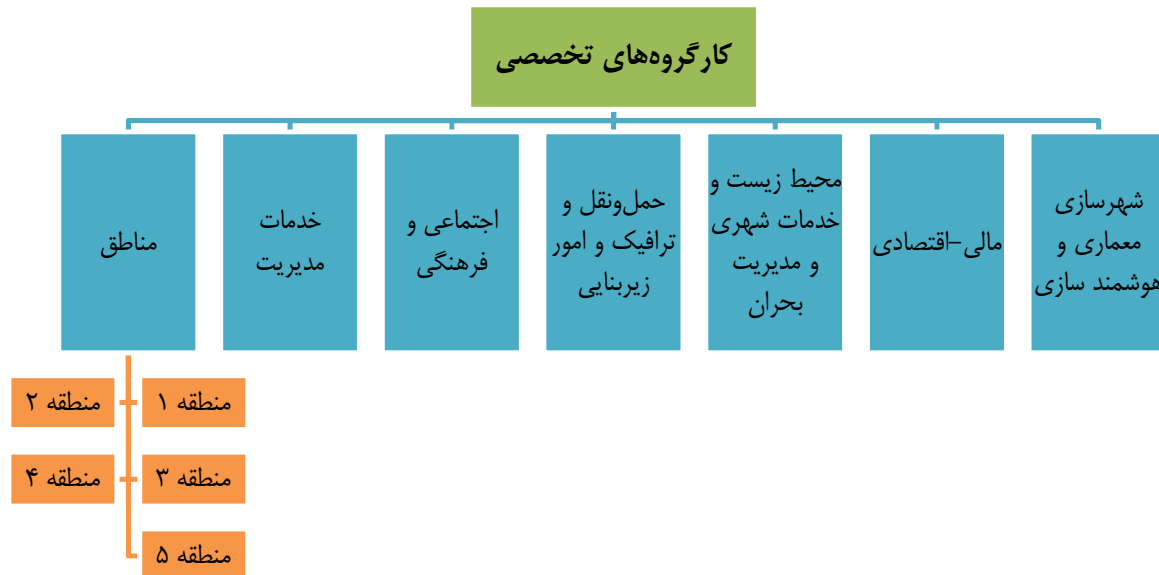 کارگروه‌های تخصصی
شهرسازی
معماری و
هوشمند سازی
مالی-اقتصادی
محیط زیست و
خدمات شهری
و مدیریت
بحران
حمل‌ونقل و
ترافیک و امور
زیربنایی
اجتماعی و
فرهنگی
خدمات
مدیریت
مناطق
منطقه ۱
منطقه ۲
منطقه ۳
منطقه ۴
منطقه ۵